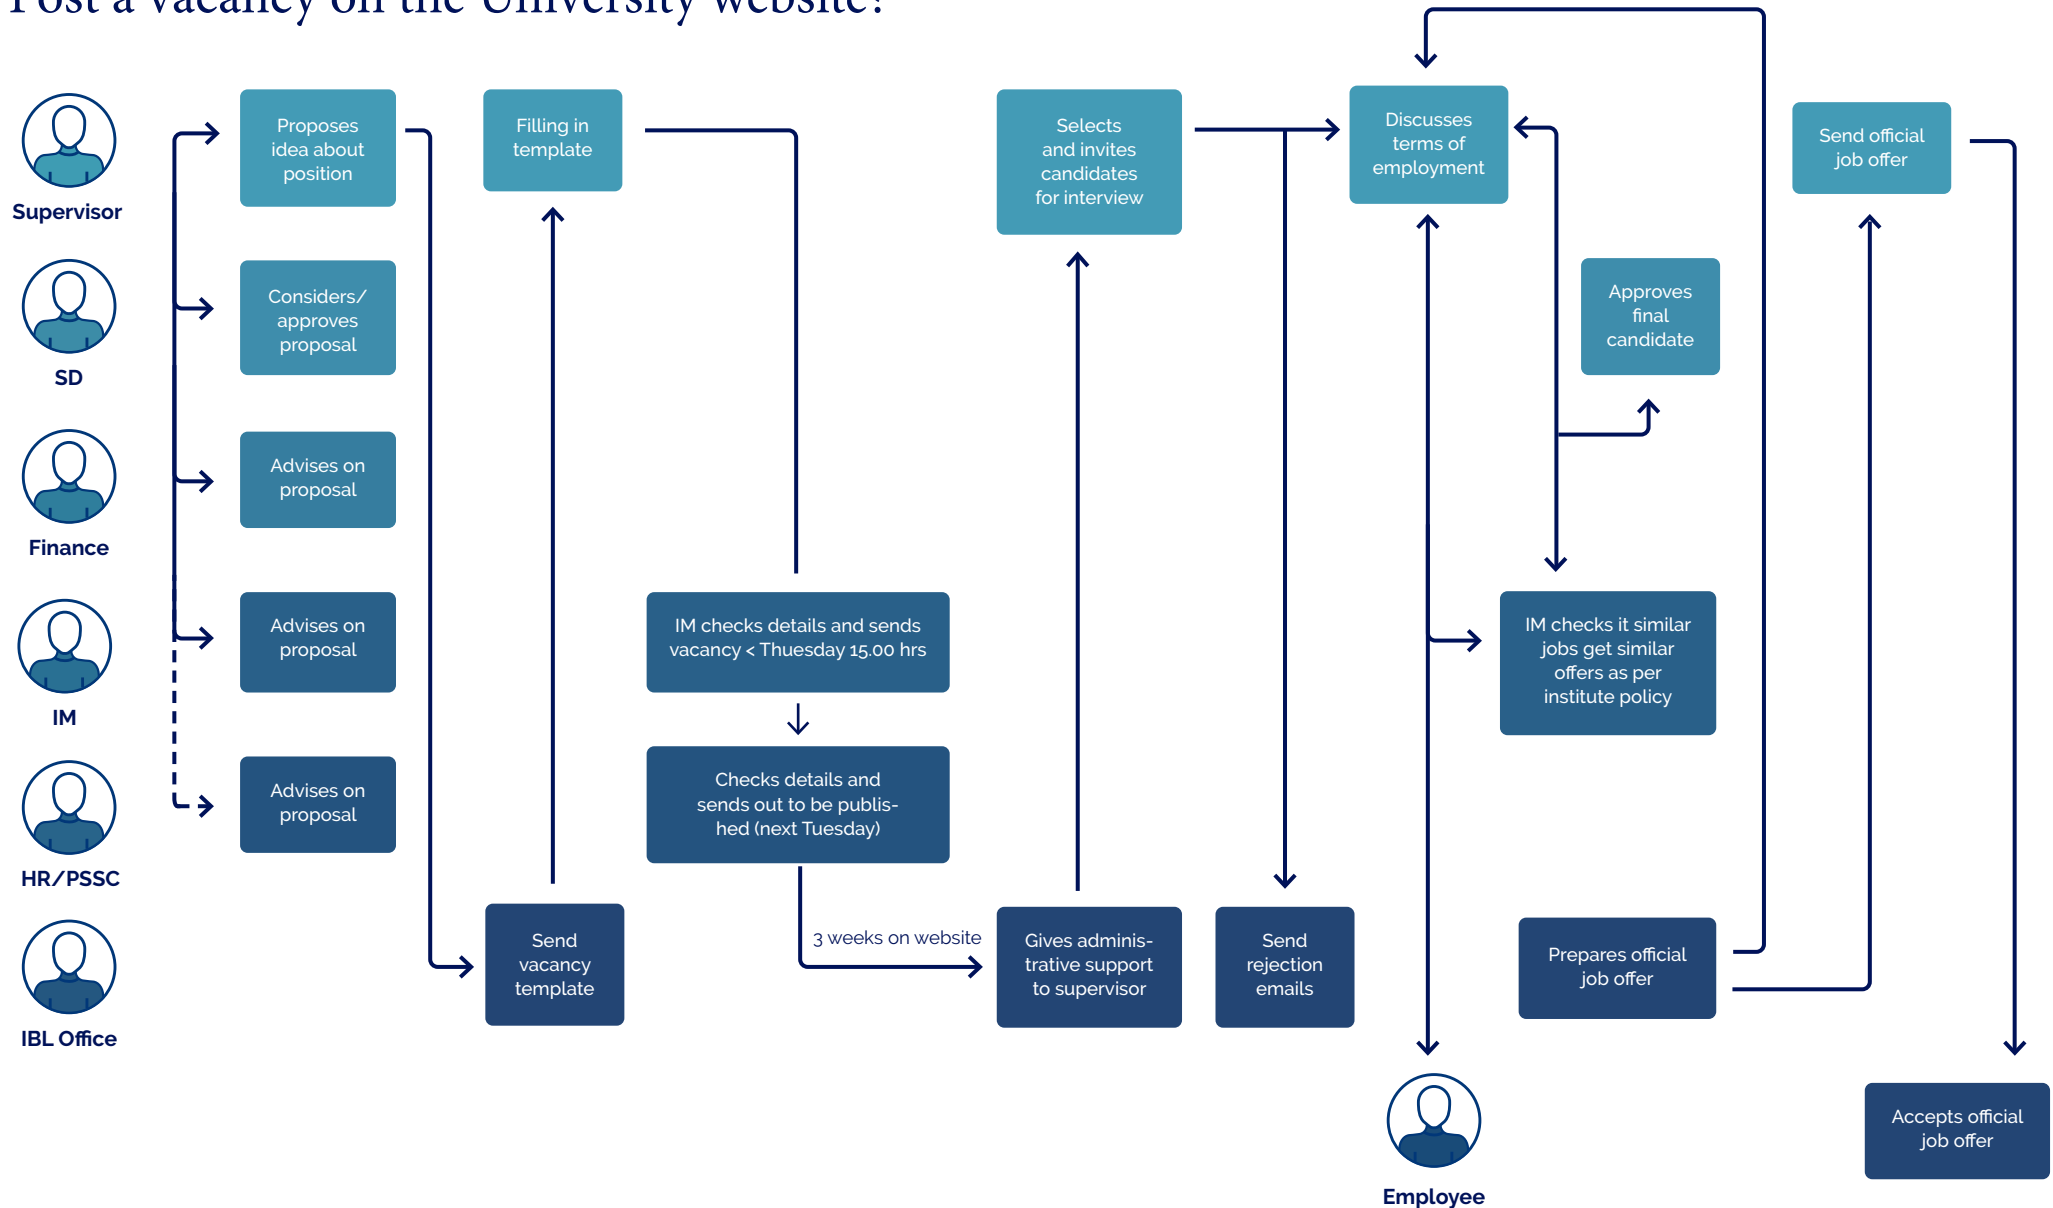 Post a vacancy on the University website?
Supervisor
SD
Finance
IM
HR/PSSC
IBL Office
Proposes
idea about
position
Considers/
approves
proposal
Advises on
proposal
Advises on
proposal
Advises on
proposal
Filling in
template
Send
vacancy
template
IM checks details and sends
vacancy < Thuesday 15.00 hrs
Checks details and
sends out to be publis-
hed (next Tuesday)
3 weeks on website
Selects
and invites
candidates
for interview
Gives adminis-
trative support
to supervisor
Send
rejection
emails
Discusses
terms of
employment
Approves
final
candidate
IM checks it similar
jobs get similar
offers as per
institute policy
Prepares official
job offer
Employee
Send official
job offer
Accepts official
job offer